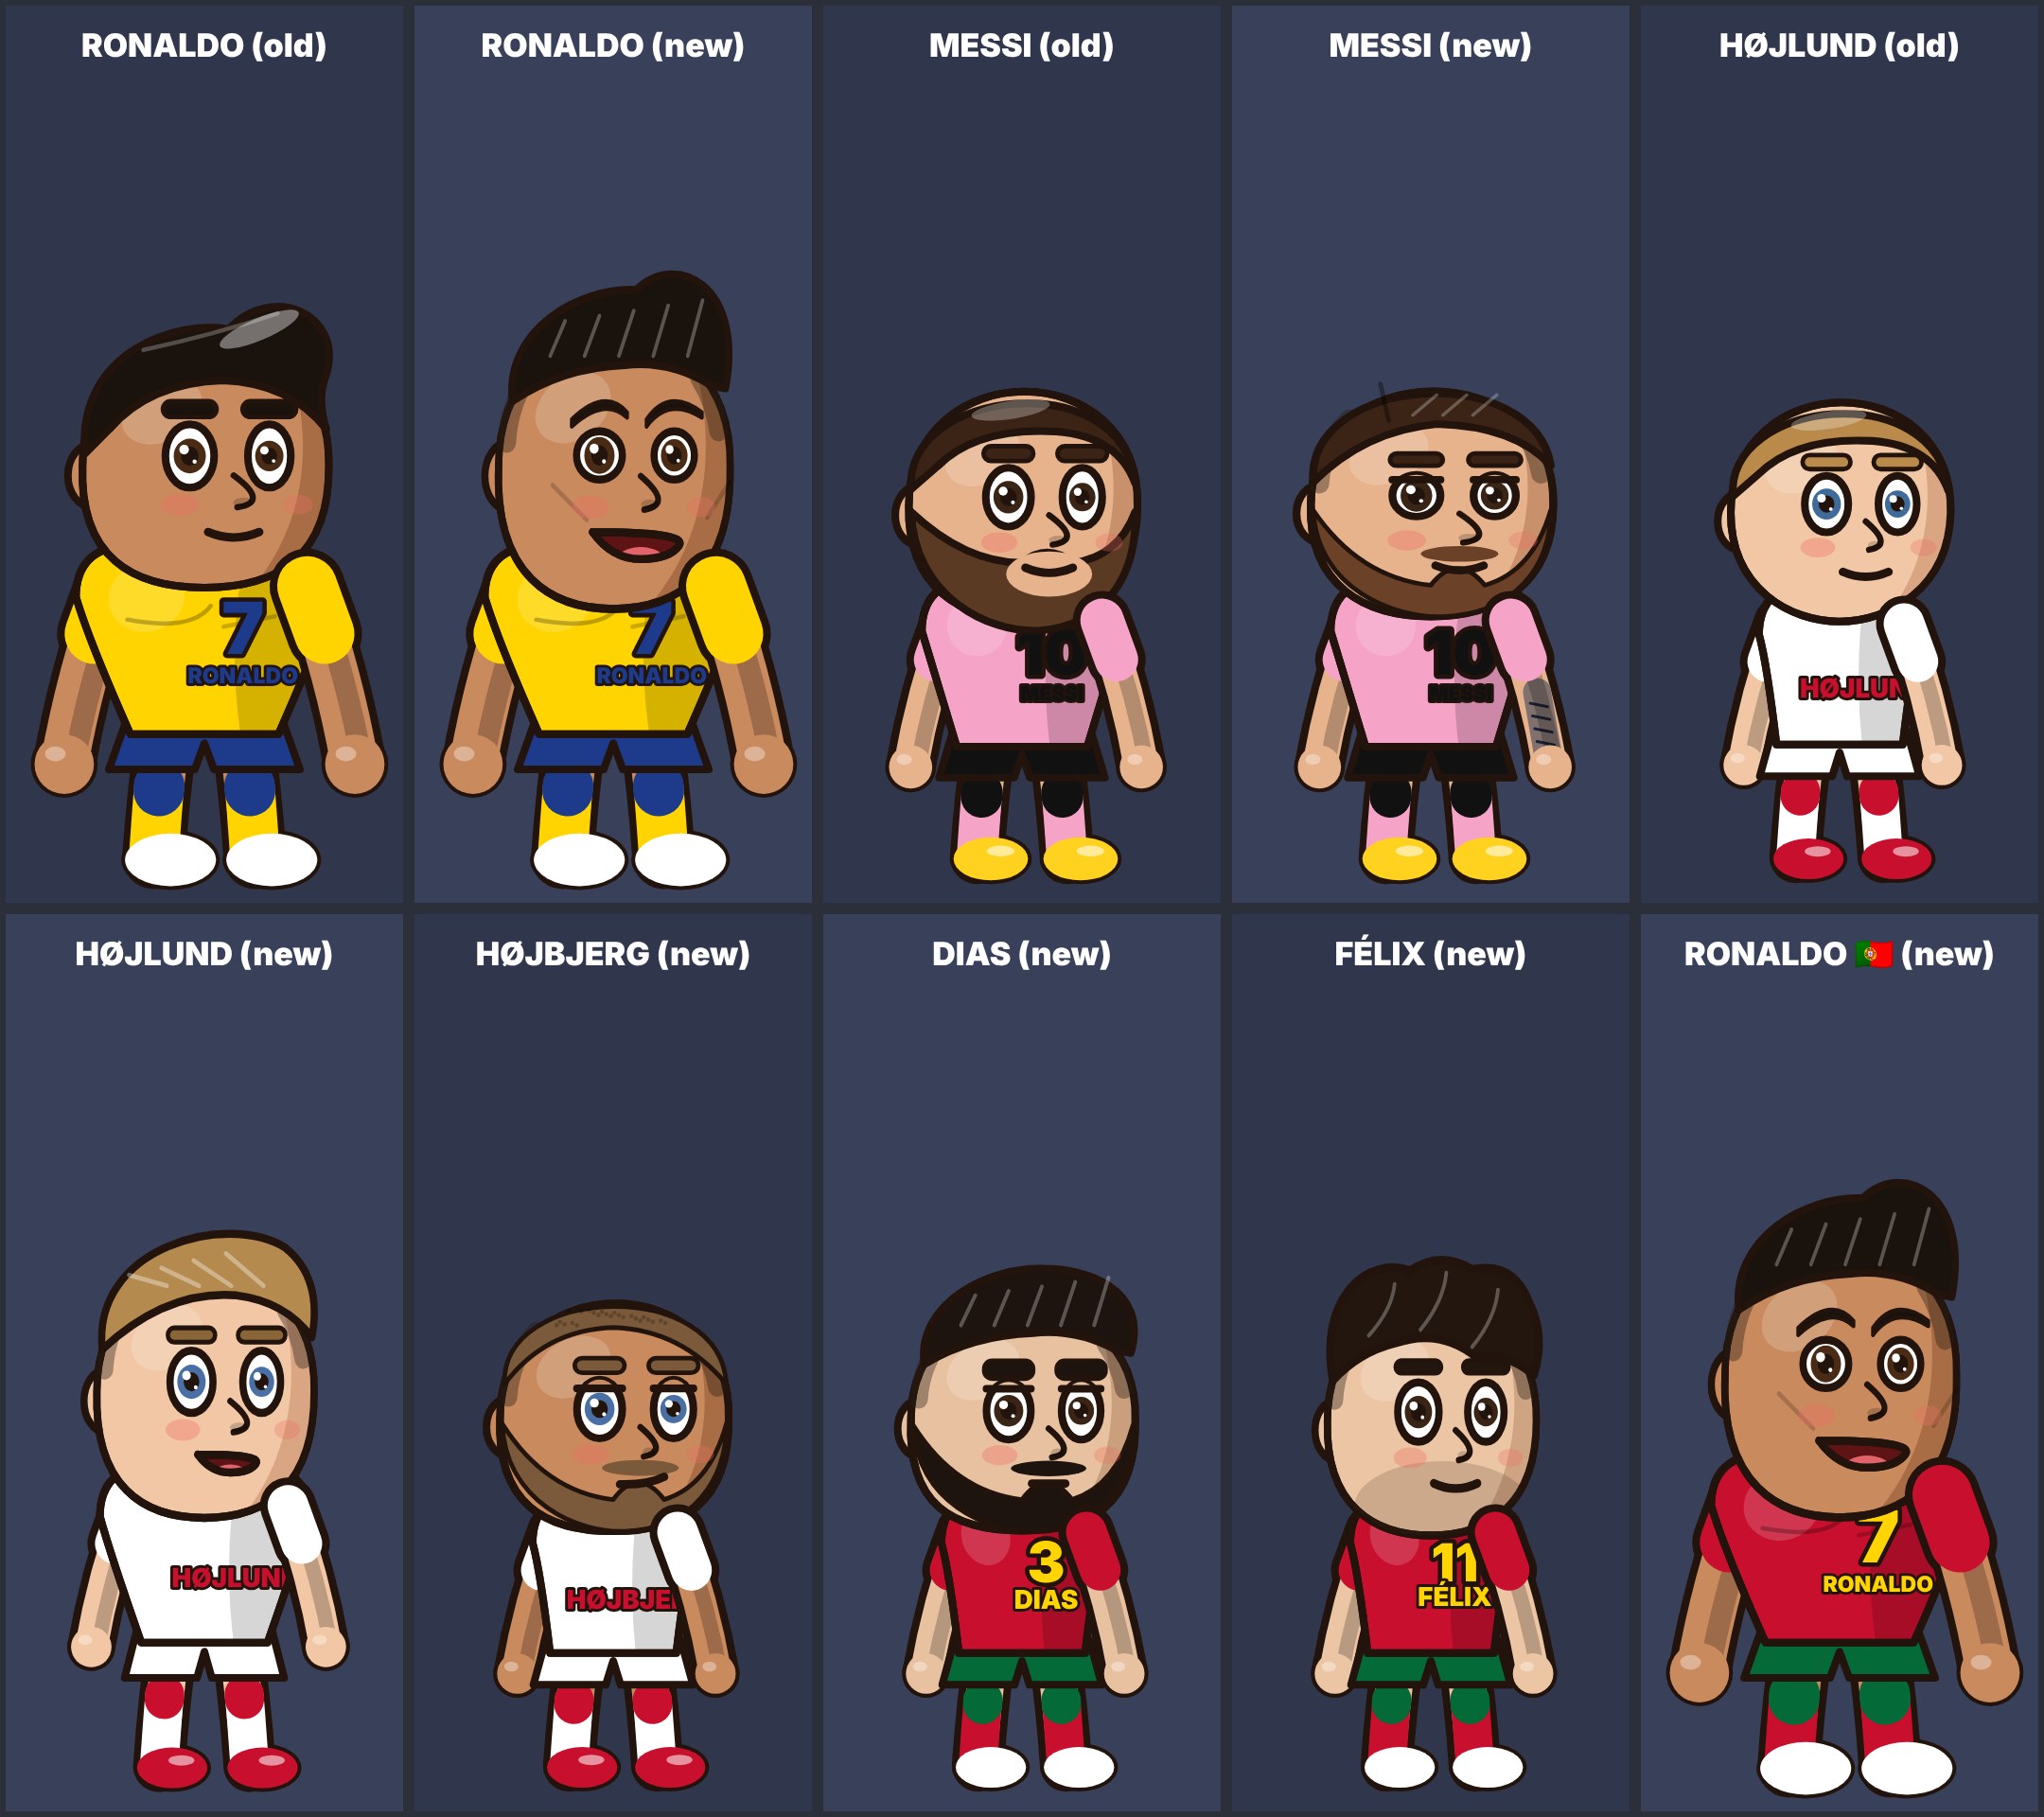 RONALDO (old)
RONALDO (new)
MESSI (old)
MESSI (new)
HØJLUND (old)
7
RONALDO
7
RONALDO
10
MESSI
10
MESSI
HØJLUN
HØJLUND (new)
HØJBJERG (new)
DIAS (new)
FÉLIX (new)
RONALDO 🇵🇹 (new)
HØJLUN
HØJBJE
3
DIAS
11
FÉLIX
7
RONALDO